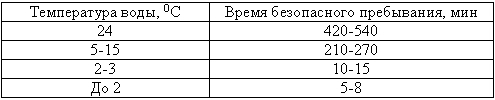 Температура воды, ⁰С Время безопасного пребывания, мин
24 420-540
5-15 210-270
2-3 10-15
До 2 5-8